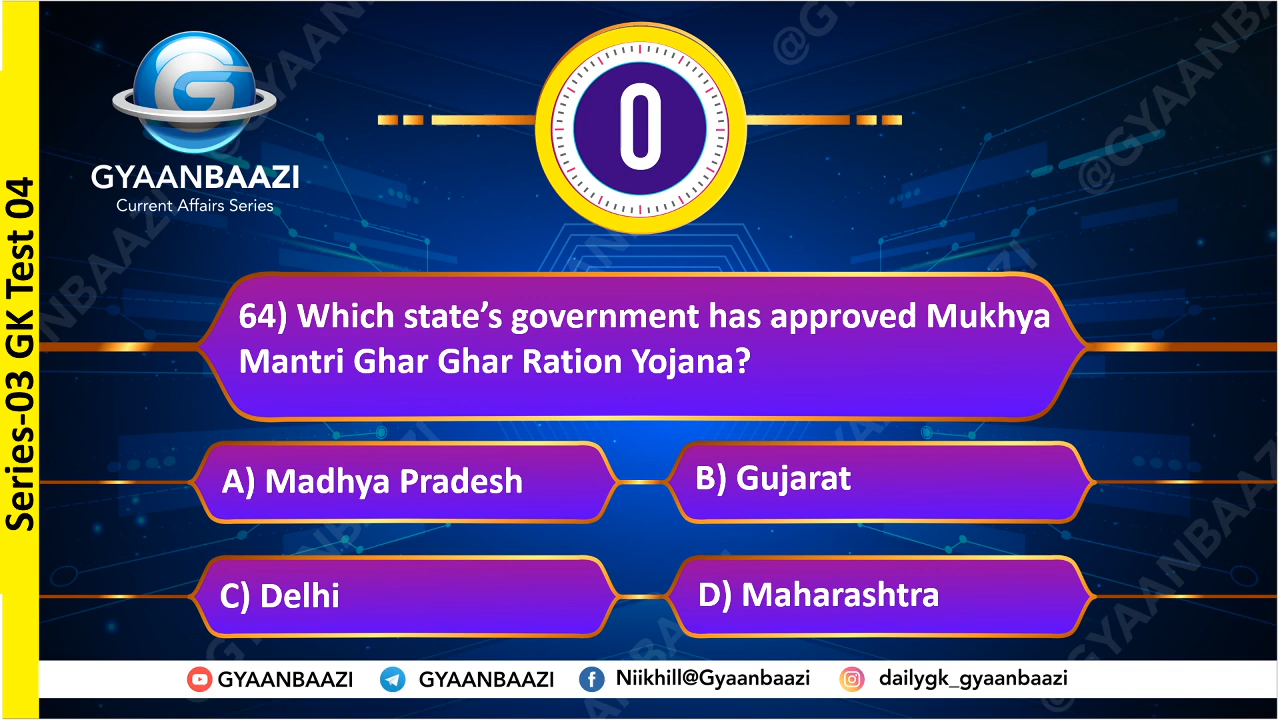 Series-03 GK Test 04
G
GYAANBAAZI
Current Affairs Series
0
64) Which state’s government has approved Mukhya
Mantri Ghar Ghar Ration Yojana?
A) Madhya Pradesh
B) Gujarat
C) Delhi
D) Maharashtra
GYAANBAAZI GYAANBAAZI Niikhill@Gyaanbaazi dailygk_gyaanbaazi
@GYAANBAAZI